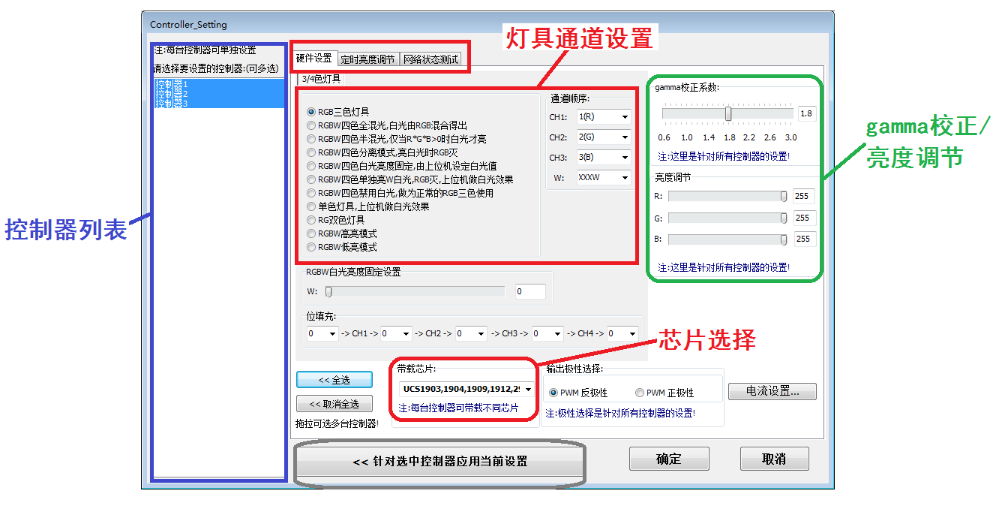 Controller_Setting
注:每台控制器可单独设置
请选择要设置的控制器:(可多选)
控制器1
控制器2
控制器3
控制器列表
硬件设置 定时亮度调节 网络状态测试
灯具通道设置
3/4色灯具
RGB三色灯具
RGBW四色全混光,白光由RGB混合得出
RGBW四色半混光,仅当R*G*B>0时白光才亮
RGBW四色分离模式,亮白光时RGB灭
RGBW四色白光亮度固定,由上位机设定白光值
RGBW四色单独亮W白光,RGB灭,上位机做白光效果
RGBW四色禁用白光,做为正常的RGB三色使用
单色灯具,上位机做白光效果
RG双色灯具
RGBW高亮模式
RGBW低亮模式
通道顺序:
CH1: 1(R)
CH2: 2(G)
CH3: 3(B)
W: XXXW
gamma校正系数:
1.8
0.6 1.0 1.4 1.8 2.2 2.6 3.0
注:这里是针对所有控制器的设置!
亮度调节
R: 255
G: 255
B: 255
注:这里是针对所有控制器的设置!
gamma校正/
亮度调节
RGBW白光亮度固定设置
W: 0
位填充:
0 -> CH1 -> 0 -> CH2 -> 0 -> CH3 -> 0 -> CH4 -> 0
芯片选择
<< 全选
<< 取消全选
拖拉可选多台控制器!
带载芯片:
UCS1903,1904,1909,1912,29
注:每台控制器可带载不同芯片
输出极性选择:
PWM 反极性 PWM 正极性
注:极性选择是针对所有控制器的设置!
电流设置...
<< 针对选中控制器应用当前设置
确定
取消